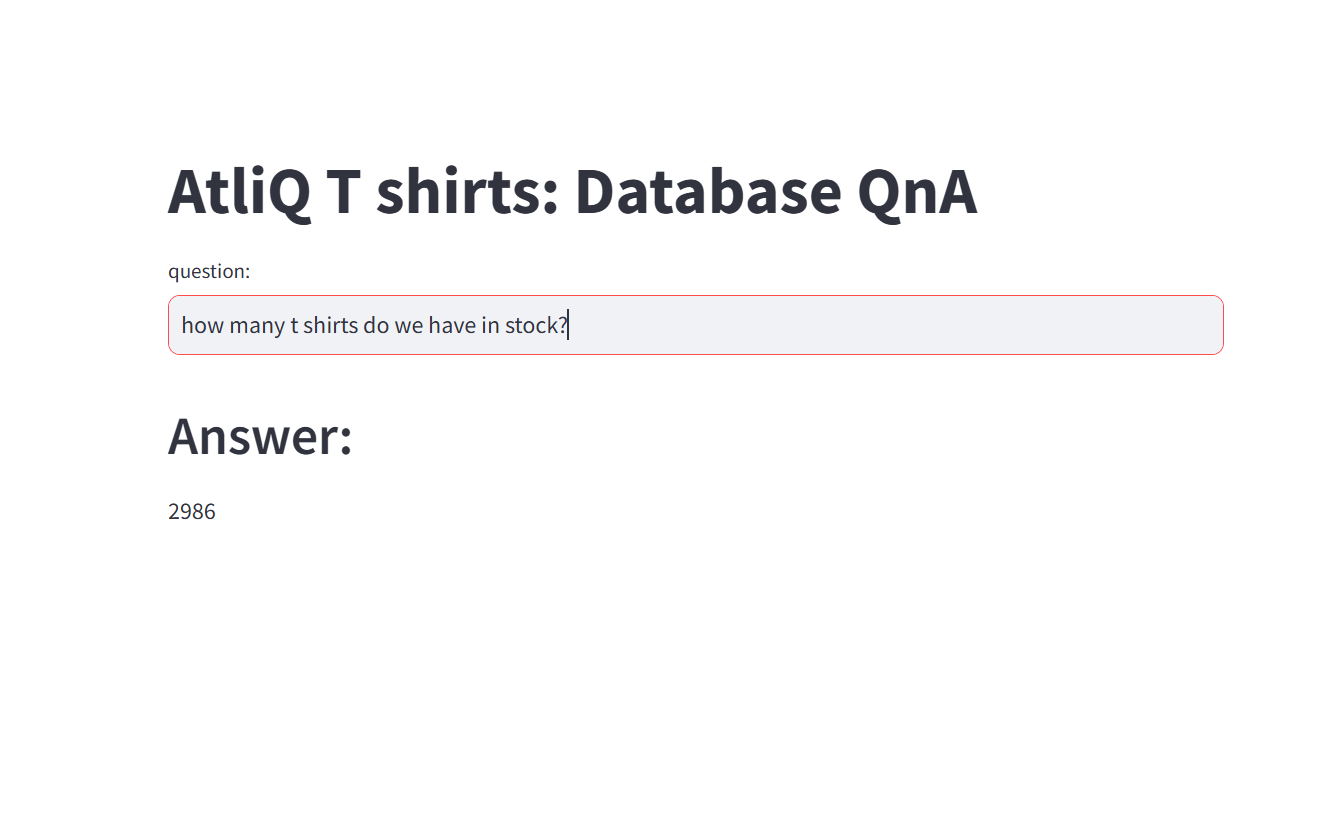 AtliQ T shirts: Database QnA
question:
how many t shirts do we have in stock?
Answer:
2986